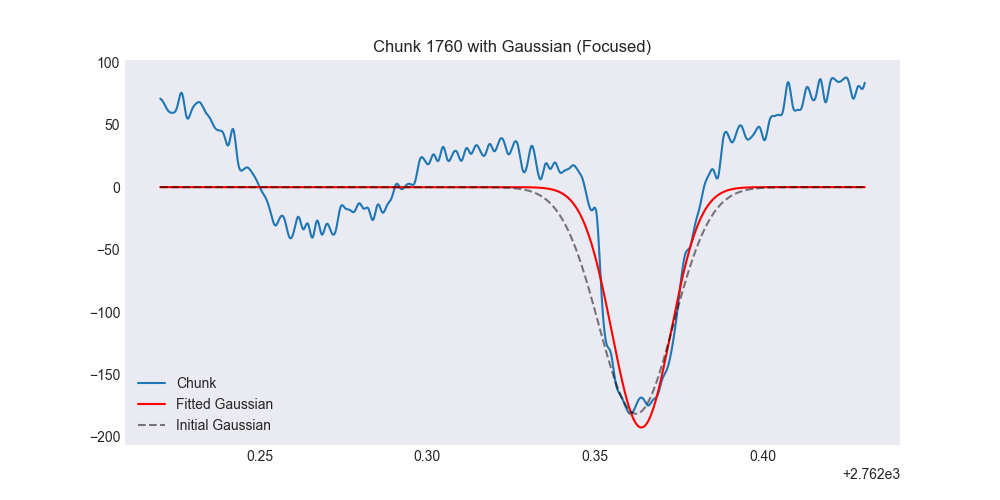 Chunk 1760 with Gaussian (Focused)
100
50
0
−50
−100
−150
−200
Chunk
Fitted Gaussian
Initial Gaussian
0.25 0.30 0.35 0.40
+2.762e3